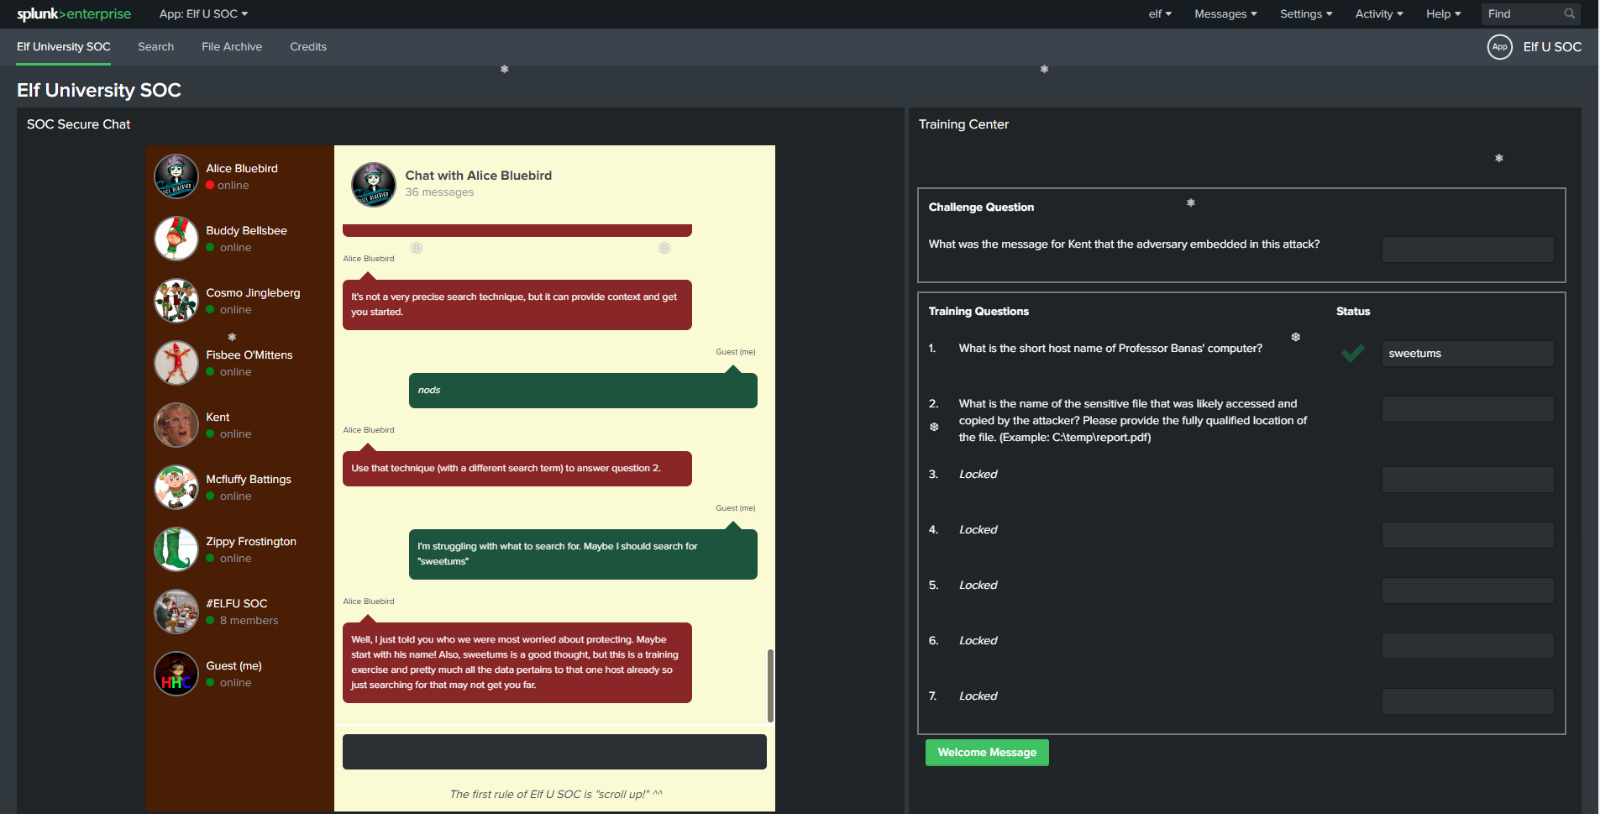 splunk>enterprise App: Elf U SOC ▾ elf ▾ Messages ▾ Settings ▾ Activity ▾ Help ▾ Find
Elf University SOC Search File Archive Credits App Elf U SOC
Elf University SOC
SOC Secure Chat
Alice Bluebird
online
Buddy Bellsbee
online
Cosmo Jingleberg
online
Fisbee O'Mittens
online
Kent
online
Mcfluffy Battings
online
Zippy Frostington
online
#ELFU SOC
8 members
HHC
Guest (me)
online
Chat with Alice Bluebird
36 messages
Alice Bluebird
It's not a very precise search technique, but it can provide context and get
you started.
Guest (me)
nods
Alice Bluebird
Use that technique (with a different search term) to answer question 2.
Guest (me)
I'm struggling with what to search for. Maybe I should search for
"sweetums"
Alice Bluebird
Well, I just told you who we were most worried about protecting. Maybe
start with his name! Also, sweetums is a good thought, but this is a training
exercise and pretty much all the data pertains to that one host already so
just searching for that may not get you far.
The first rule of Elf U SOC is "scroll up!" ^^
Training Center
Challenge Question
What was the message for Kent that the adversary embedded in this attack?
Training Questions Status
1. What is the short host name of Professor Banas' computer? sweetums
2. What is the name of the sensitive file that was likely accessed and
copied by the attacker? Please provide the fully qualified location of
the file. (Example: C:\temp\report.pdf)
3. Locked
4. Locked
5. Locked
6. Locked
7. Locked
Welcome Message